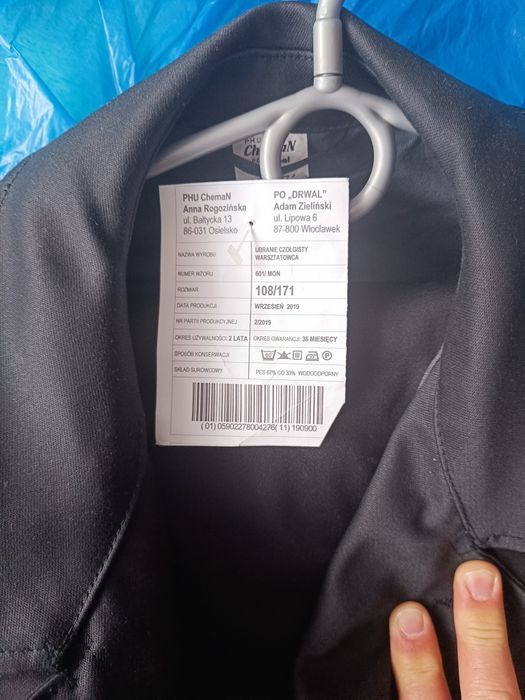 PHU
ChemaN
PHU ChemaN
Anna Rogozińska
ul. Bałtycka 13
86-031 Osielsko
PO „DRWAL”
Adam Zieliński
ul. Lipowa 6
87-800 Włocławek
NAZWA WYROBU UBRANIE CZOŁGISTY WARSZTATOWCA
NUMER WZORU 601/ MON
ROZMIAR 108/171
DATA PRODUKCJI WRZESIEŃ 2019
NR PARTII PRODUKCYJNEJ 2/2019
OKRES UŻYWALNOŚCI: 2 LATA OKRES GWARANCJI: 36 MIESIĘCY
SPOSÓB KONSERWACJI P
SKŁAD SUROWCOWY PES 67% CO 33% WODOODPORNY
(01) 05902278004276(11) 190900